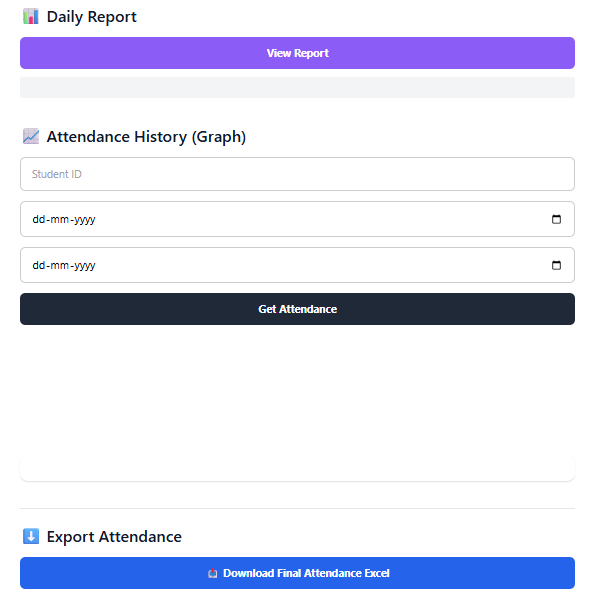 Daily Report
View Report
Attendance History (Graph)
Student ID
dd-mm-yyyy
dd-mm-yyyy
Get Attendance
Export Attendance
Download Final Attendance Excel